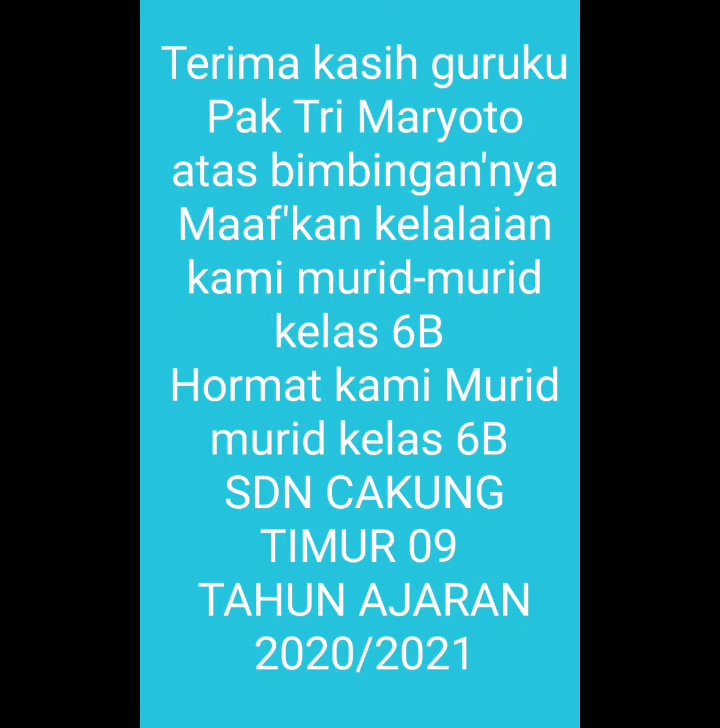 Terima kasih guruku
Pak Tri Maryoto
atas bimbingan'nya
Maaf'kan kelalaian
kami murid-murid
kelas 6B
Hormat kami Murid
murid kelas 6B
SDN CAKUNG
TIMUR 09
TAHUN AJARAN
2020/2021